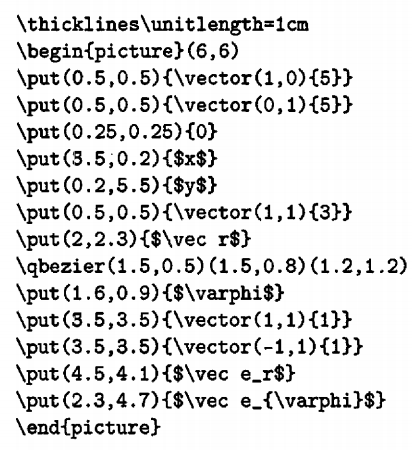 \thicklines\unitlength=1cm
\begin{picture}(6,6)
\put(0.5,0.5){\vector(1,0){5}}
\put(0.5,0.5){\vector(0,1){5}}
\put(0.25,0.25){0}
\put(3.5,0.2){$x$}
\put(0.2,5.5){$y$}
\put(0.5,0.5){\vector(1,1){3}}
\put(2,2.3){$\vec r$}
\qbezier(1.5,0.5)(1.5,0.8)(1.2,1.2)
\put(1.6,0.9){$\varphi$}
\put(3.5,3.5){\vector(1,1){1}}
\put(3.5,3.5){\vector(-1,1){1}}
\put(4.5,4.1){$\vec e_r$}
\put(2.3,4.7){$\vec e_{\varphi}$}
\end{picture}